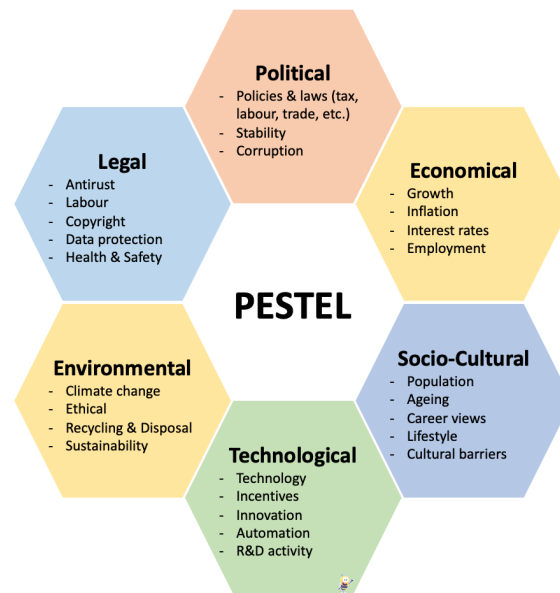 Political
- Policies & laws (tax,
labour, trade, etc.)
- Stability
- Corruption
Economical
- Growth
- Inflation
- Interest rates
- Employment
Socio-Cultural
- Population
- Ageing
- Career views
- Lifestyle
- Cultural barriers
Technological
- Technology
- Incentives
- Innovation
- Automation
- R&D activity
Environmental
- Climate change
- Ethical
- Recycling & Disposal
- Sustainability
Legal
- Antirust
- Labour
- Copyright
- Data protection
- Health & Safety
PESTEL